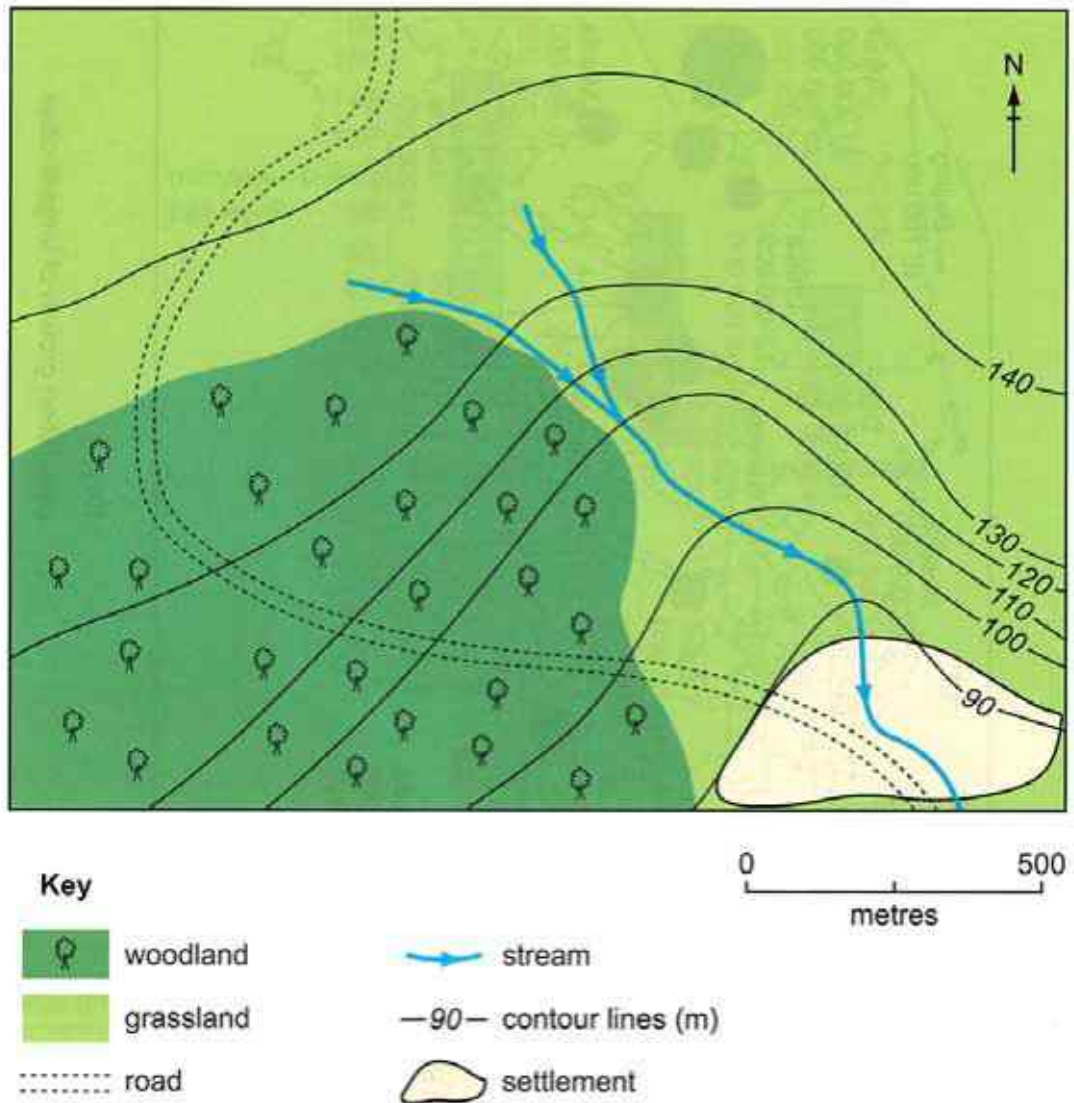 N
140
130
120
110
100
90
0 500
metres
Key
woodland
grassland
road
stream
—90— contour lines (m)
settlement